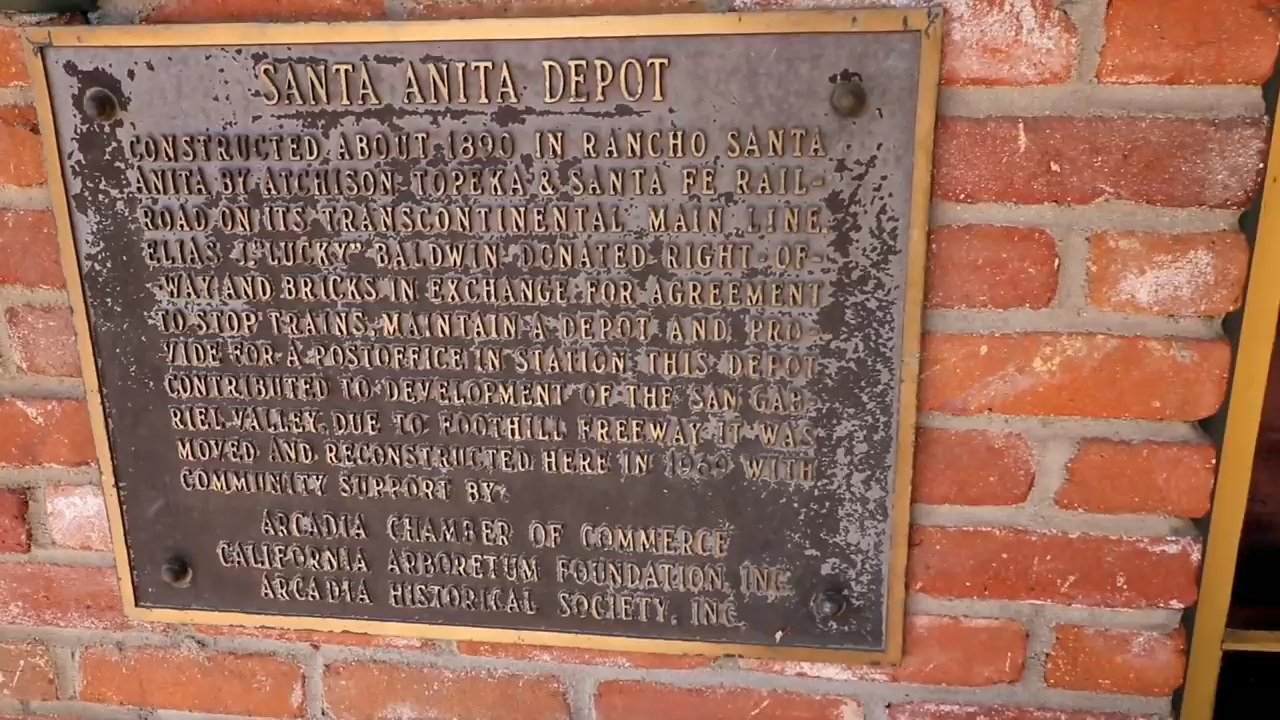 SANTA ANITA DEPOT
CONSTRUCTED ABOUT 1890 IN RANCHO SANTA
ANITA BY ATCHISON TOPEKA & SANTA FE RAIL-
ROAD ON ITS TRANSCONTINENTAL MAIN LINE.
ELIAS J. "LUCKY" BALDWIN DONATED RIGHT-OF-
WAY AND BRICKS IN EXCHANGE FOR AGREEMENT
TO STOP TRAINS, MAINTAIN A DEPOT AND PRO-
VIDE FOR A POSTOFFICE IN STATION. THIS DEPOT
CONTRIBUTED TO DEVELOPMENT OF THE SAN GAB-
RIEL VALLEY. DUE TO FOOTHILL FREEWAY IT WAS
MOVED AND RECONSTRUCTED HERE IN 1969 WITH
COMMUNITY SUPPORT BY:
ARCADIA CHAMBER OF COMMERCE
CALIFORNIA ARBORETUM FOUNDATION, INC.
ARCADIA HISTORICAL SOCIETY, INC.